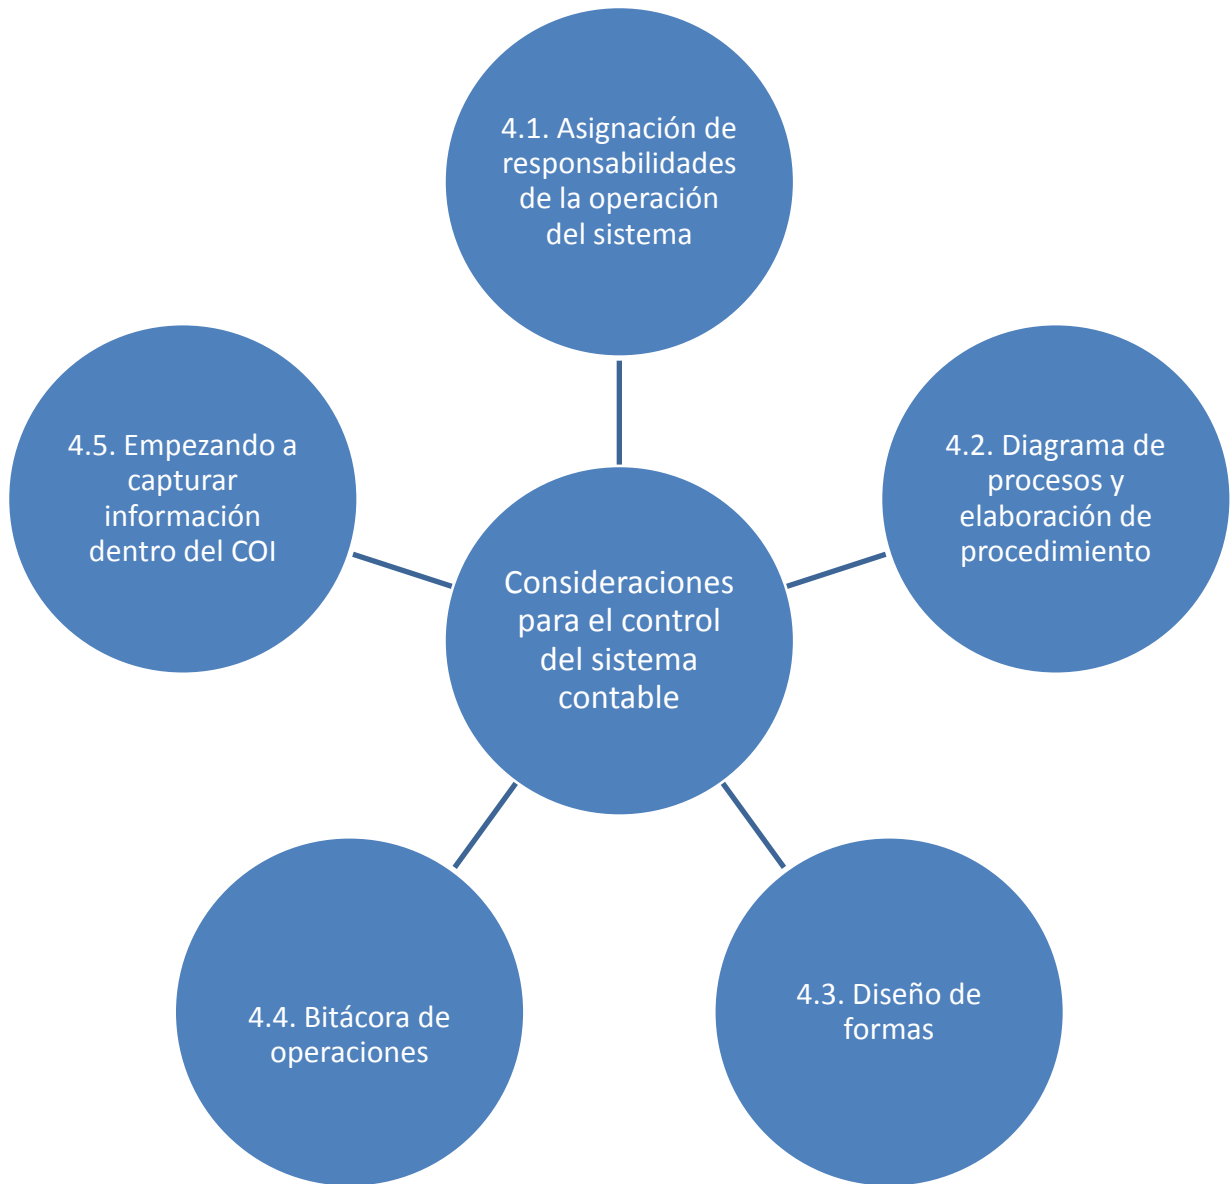 4.1. Asignación de
responsabilidades
de la operación
del sistema
4.5. Empezando a
capturar
información
dentro del COI
4.2. Diagrama de
procesos y
elaboración de
procedimiento
Consideraciones
para el control
del sistema
contable
4.4. Bitácora de
operaciones
4.3. Diseño de
formas